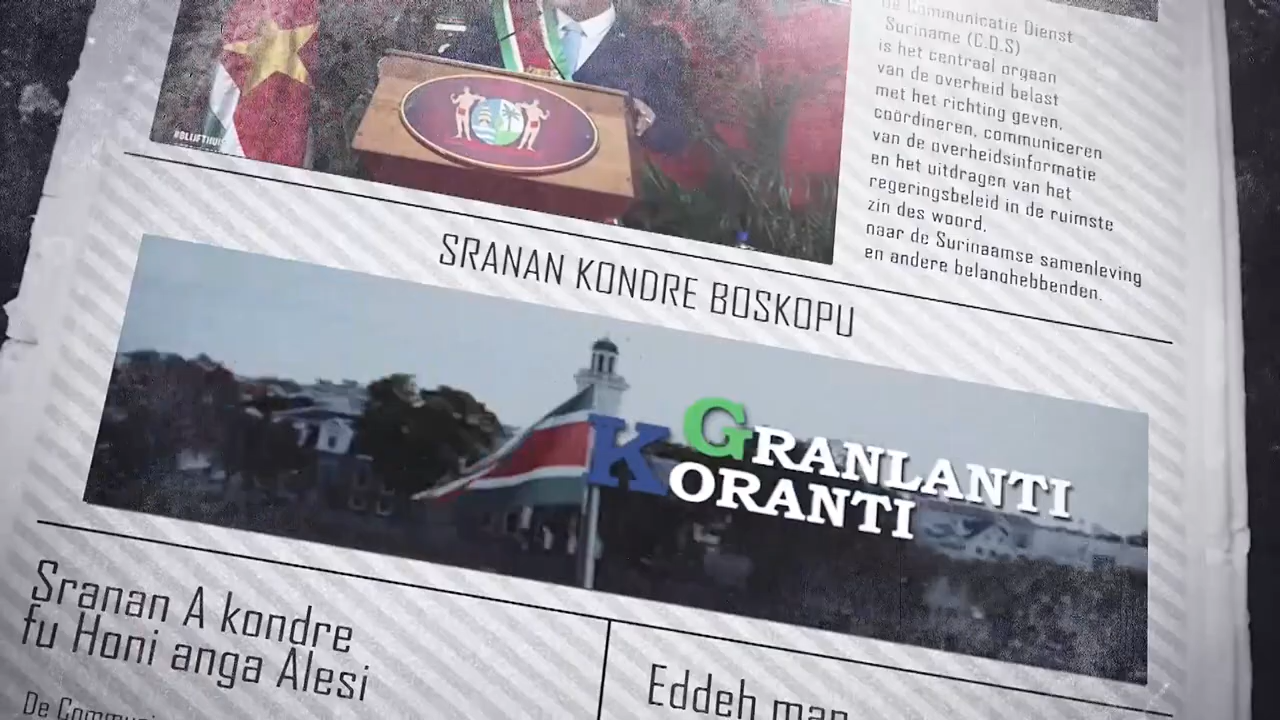 #BLIJFTHUIS
De Communicatie Dienst
Suriname (C.D.S)
is het centraal orgaan
van de overheid belast
met het richting geven,
coördineren, communiceren
van de overheidsinformatie
en het uitdragen van het
regeringsbeleid in de ruimste
zin des woord.
naar de Surinaamse samenleving
en andere belanghebbenden.
SRANAN KONDRE BOSKOPU
GRANLANTI
KORANTI
Sranan A kondre
fu Honi anga Alesi
De
Eddeh man